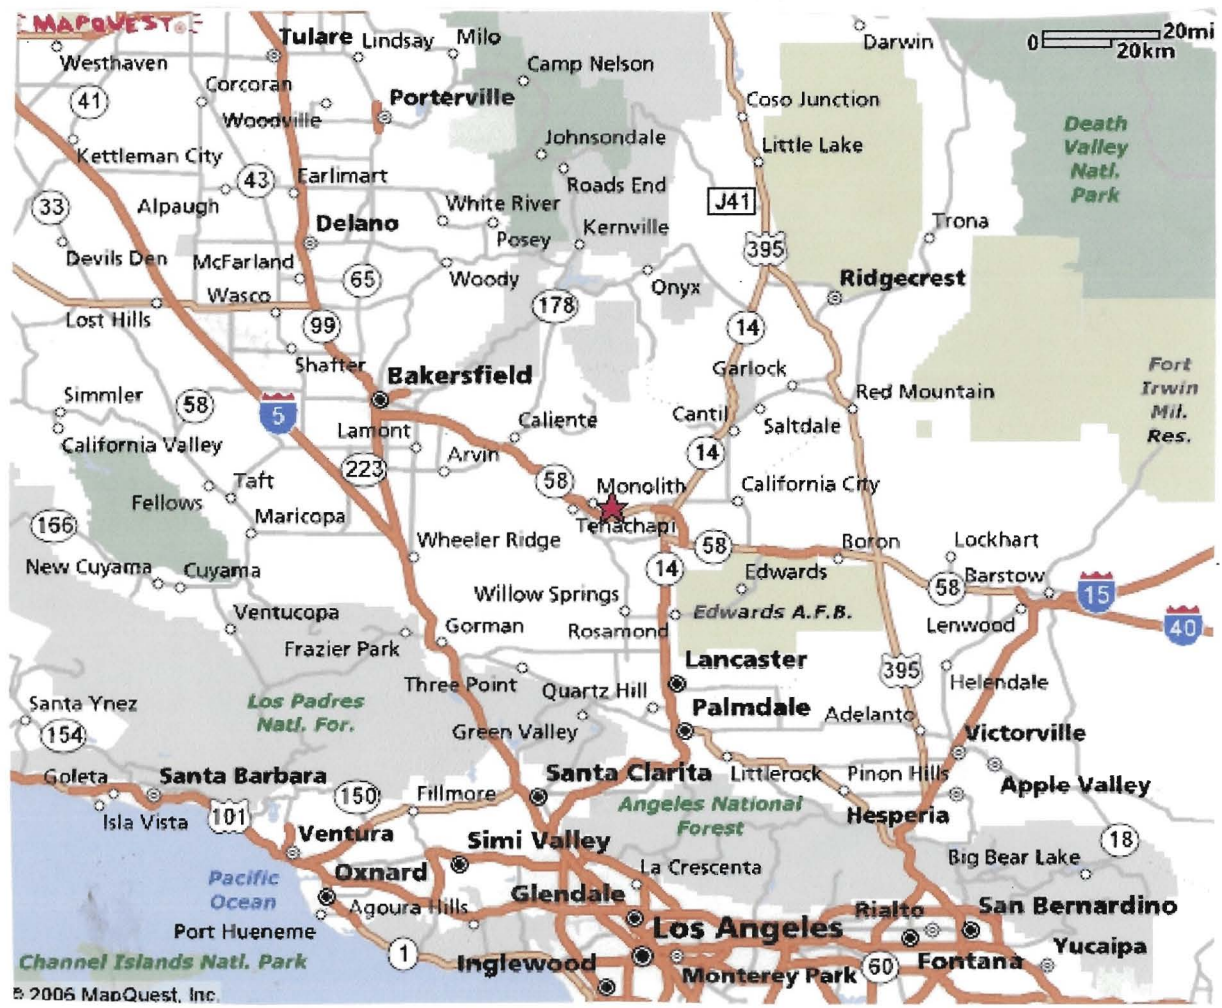 MAPQUEST
Tulare
Lindsay
Milo
Darwin
0
20mi
20km
Westhaven
Camp Nelson
Corcoran
41
Porterville
Coso Junction
Woodville
Death
Valley
Natl.
Park
Johnsondale
Little Lake
Kettleman City
43
Earlimart
Roads End
33
Alpaugh
White River
J41
Delano
Kernville
Trona
Posey
395
Devils Den
McFarland
65
Woody
Onyx
Ridgecrest
Wasco
178
Lost Hills
99
14
Shafter
Garlock
Fort
Irwin
Mil.
Res.
Bakersfield
Simmler
58
5
Caliente
Cantil
Red Mountain
Saltdale
California Valley
Lamont
Arvin
14
223
58
Taft
Monolith
California City
Fellows
Maricopa
Tehachapi
166
Wheeler Ridge
58
Boron
Lockhart
New Cuyama
Cuyama
14
Edwards
58
Barstow
15
Willow Springs
Edwards A.F.B.
Ventucopa
Gorman
Rosamond
Lenwood
40
Frazier Park
Lancaster
395
Three Point
Quartz Hill
Helendale
Los Padres
Natl. For.
Santa Ynez
Palmdale
Adelanto
154
Green Valley
Victorville
Goleta
Santa Barbara
Santa Clarita
Littlerock
Pinon Hills
Apple Valley
150
Fillmore
Isla Vista
101
Angeles National
Forest
Hesperia
Ventura
Simi Valley
18
Big Bear Lake
Oxnard
La Crescenta
Pacific
Ocean
Glendale
Agoura Hills
Rialto
San Bernardino
Port Hueneme
Los Angeles
Yucaipa
Channel Islands Natl. Park
1
Inglewood
Monterey Park
60
Fontana
© 2006 MapQuest, Inc.